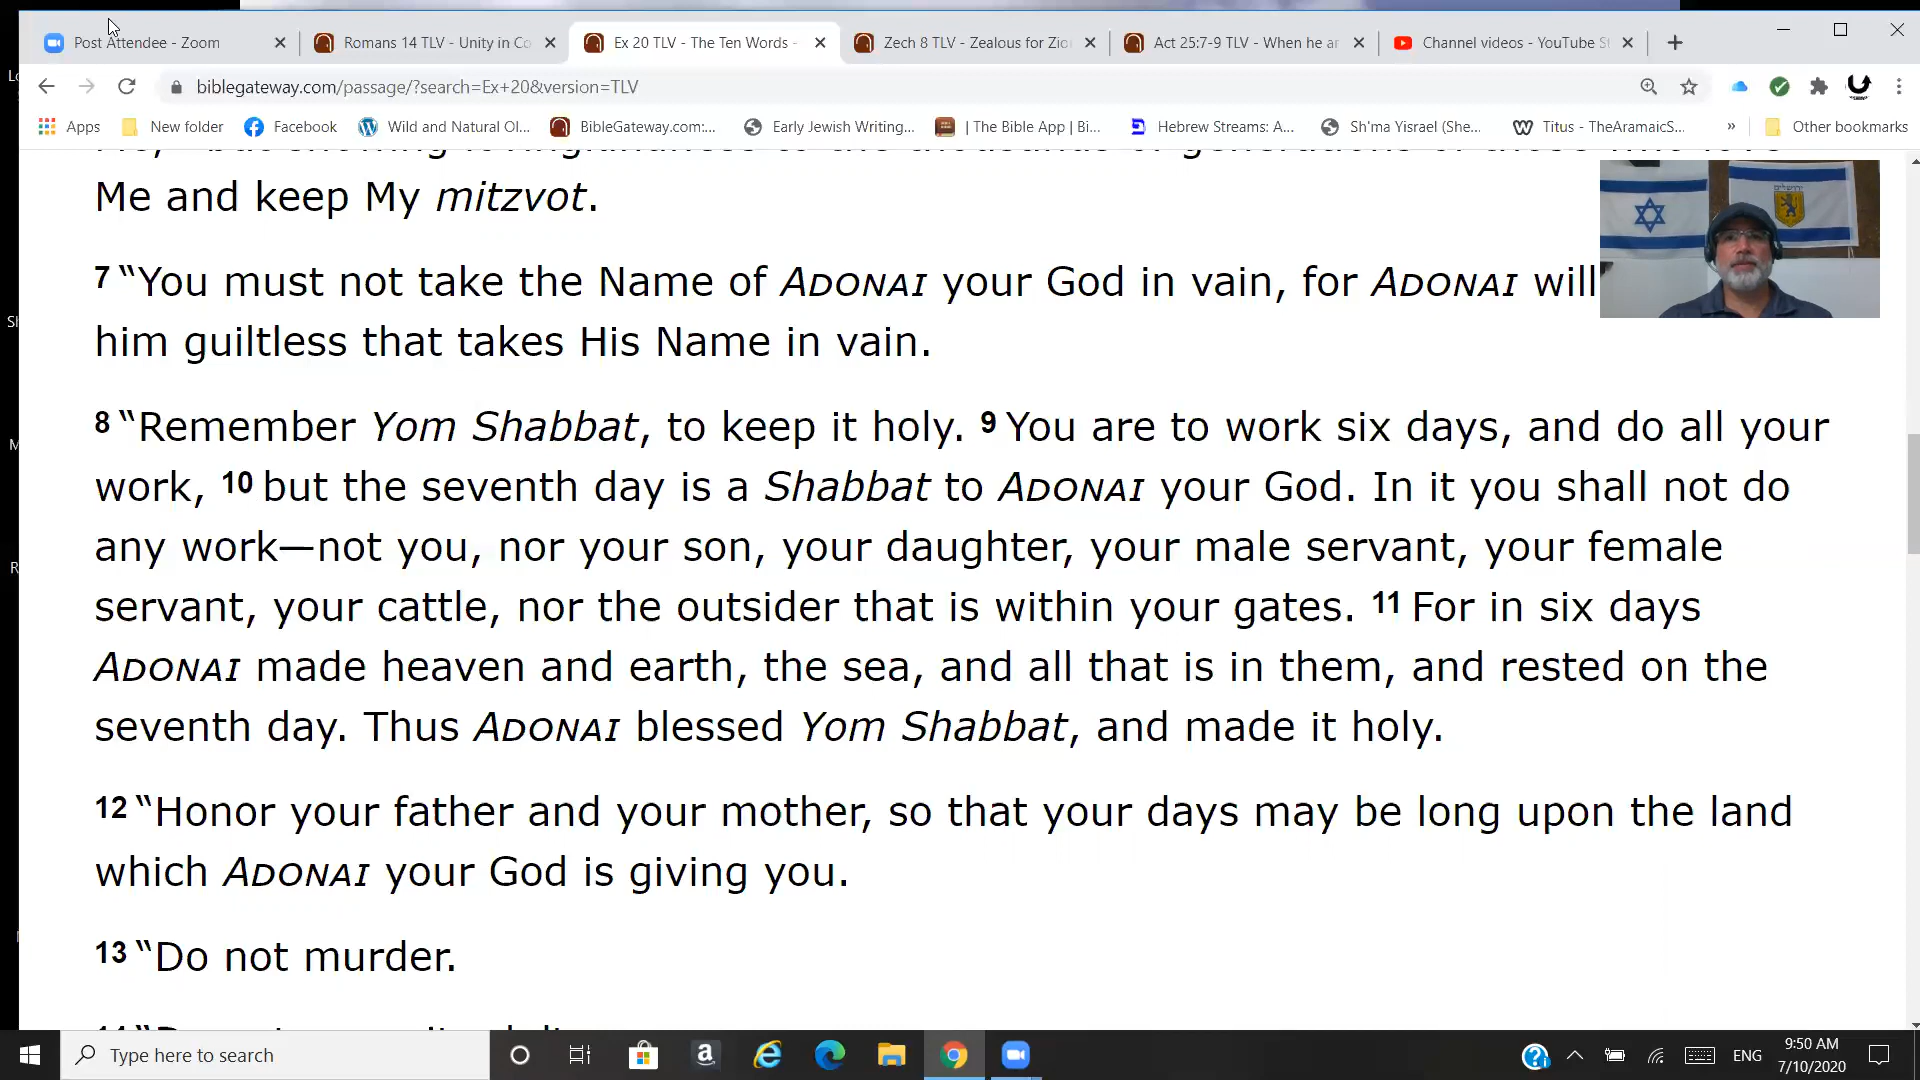 Post Attendee - Zoom
Romans 14 TLV - Unity in Co
Ex 20 TLV - The Ten Words -
Zech 8 TLV - Zealous for Zio
Act 25:7-9 TLV - When he ar
Channel videos - YouTube St
biblegateway.com/passage/?search=Ex+20&version=TLV
Apps
New folder
Facebook
Wild and Natural Ol...
BibleGateway.com:...
Early Jewish Writing...
| The Bible App | Bi...
Hebrew Streams: A...
Sh'ma Yisrael (She...
Titus - TheAramaicS...
»
Other bookmarks
Me and keep My mitzvot.
7 “You must not take the Name of ADONAI your God in vain, for ADONAI will
him guiltless that takes His Name in vain.
8 “Remember Yom Shabbat, to keep it holy. 9 You are to work six days, and do all your
work, 10 but the seventh day is a Shabbat to ADONAI your God. In it you shall not do
any work—not you, nor your son, your daughter, your male servant, your female
servant, your cattle, nor the outsider that is within your gates. 11 For in six days
ADONAI made heaven and earth, the sea, and all that is in them, and rested on the
seventh day. Thus ADONAI blessed Yom Shabbat, and made it holy.
12 “Honor your father and your mother, so that your days may be long upon the land
which ADONAI your God is giving you.
13 “Do not murder.
Type here to search
ENG
9:50 AM
7/10/2020